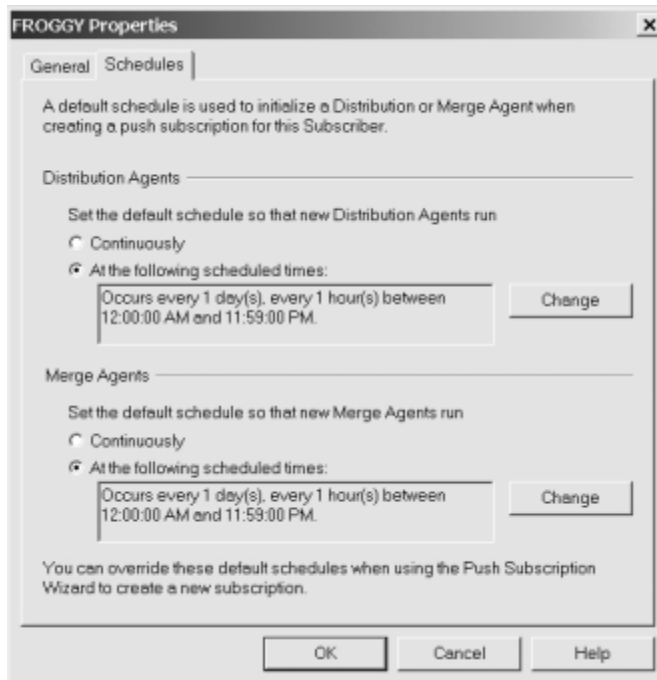 FROGGY Properties
General Schedules
A default schedule is used to initialize a Distribution or Merge Agent when
creating a push subscription for this Subscriber.
Distribution Agents
Set the default schedule so that new Distribution Agents run
Continuously
At the following scheduled times:
Occurs every 1 day(s), every 1 hour(s) between
12:00:00 AM and 11:59:00 PM.
Change
Merge Agents
Set the default schedule so that new Merge Agents run
Continuously
At the following scheduled times:
Occurs every 1 day(s), every 1 hour(s) between
12:00:00 AM and 11:59:00 PM.
Change
You can override these default schedules when using the Push Subscription
Wizard to create a new subscription.
OK Cancel Help